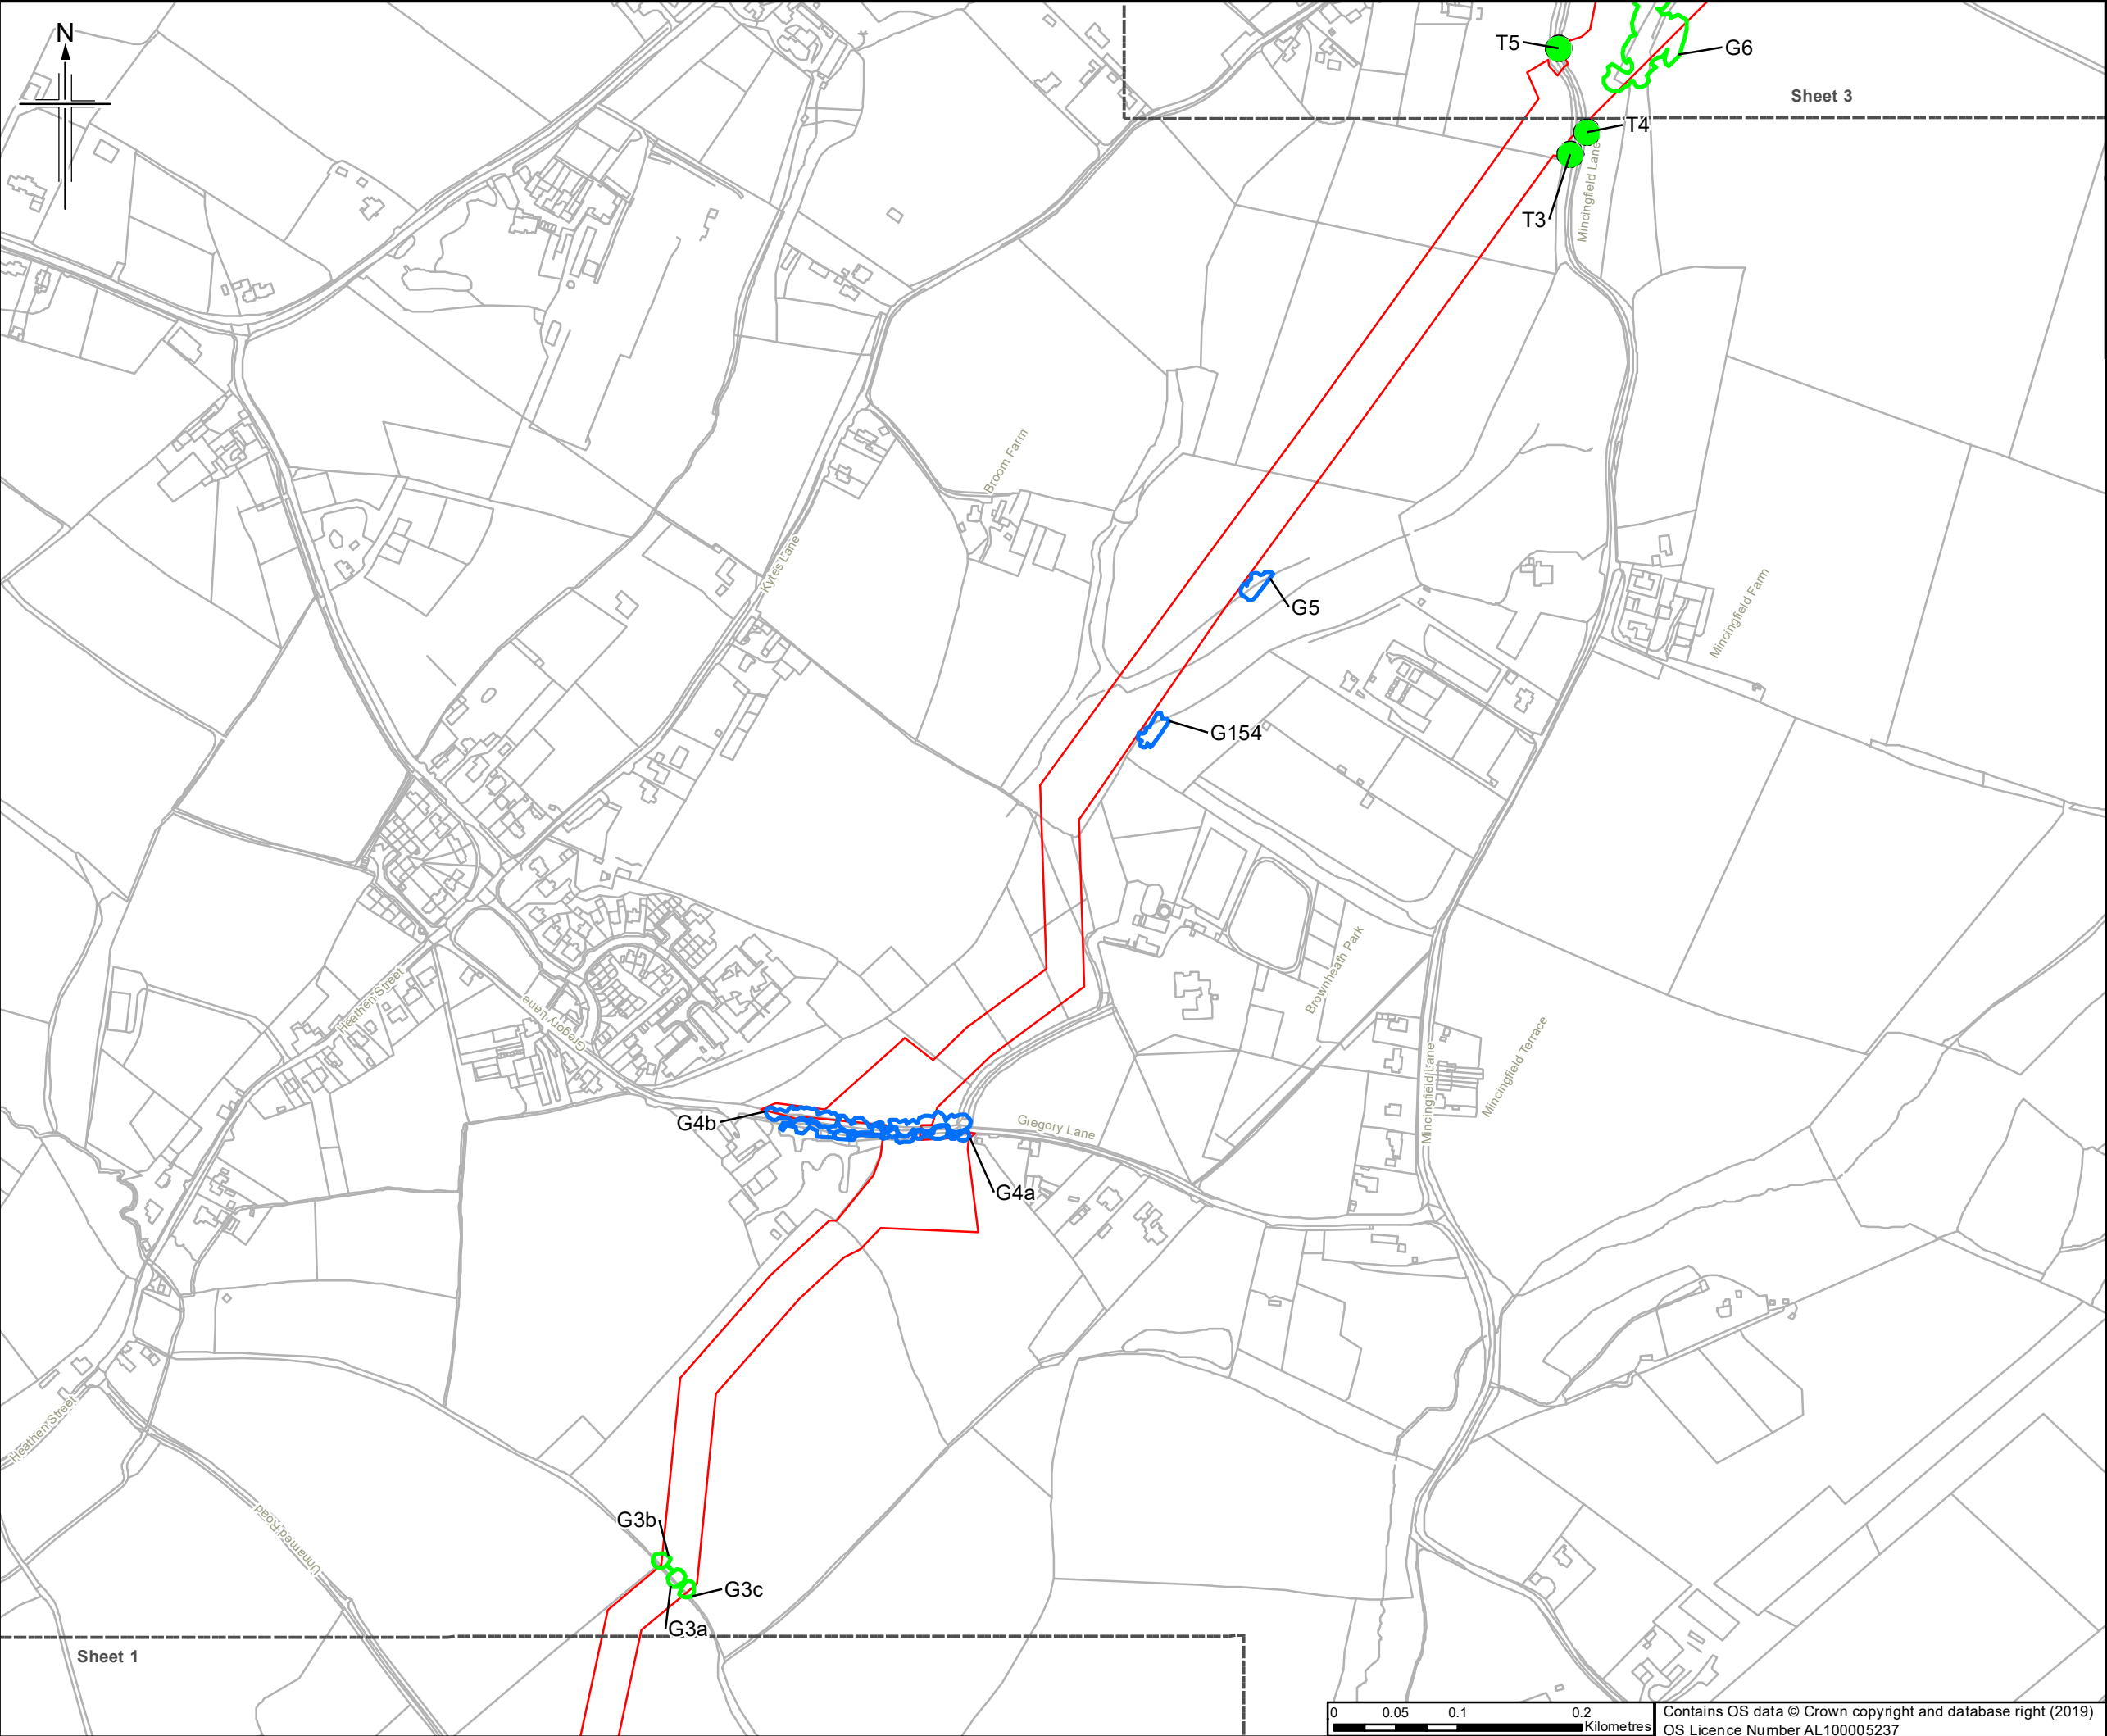 N
T5
G6
Sheet 3
T4
Mincingfield Lane
T3
Broom Farm
Kytes Lane
Mincingfield Farm
G5
G154
Brownheath Park
Heathen Street
Gregory Lane
Mincingfield Terrace
Mincingfield Lane
G4b
Gregory Lane
G4a
Heathen Street
Unnamed Road
G3b
G3c
G3a
Sheet 1
0 0.05 0.1 0.2
Kilometres
Contains OS data © Crown copyright and database right (2019)
OS Licence Number AL100005237